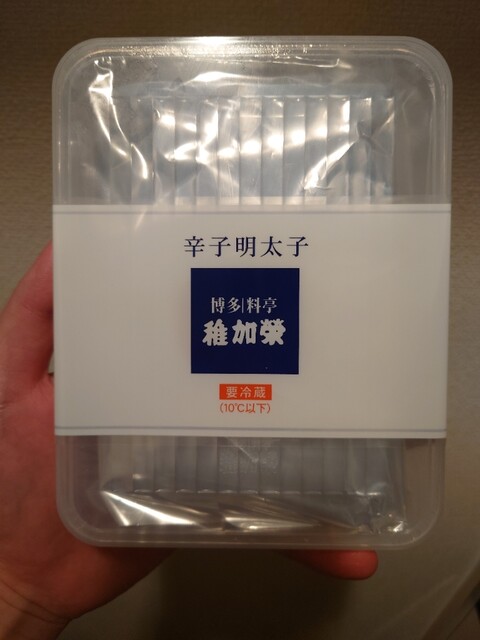 辛子明太子
博多|料亭
稚加榮
要冷蔵
(10℃以下)